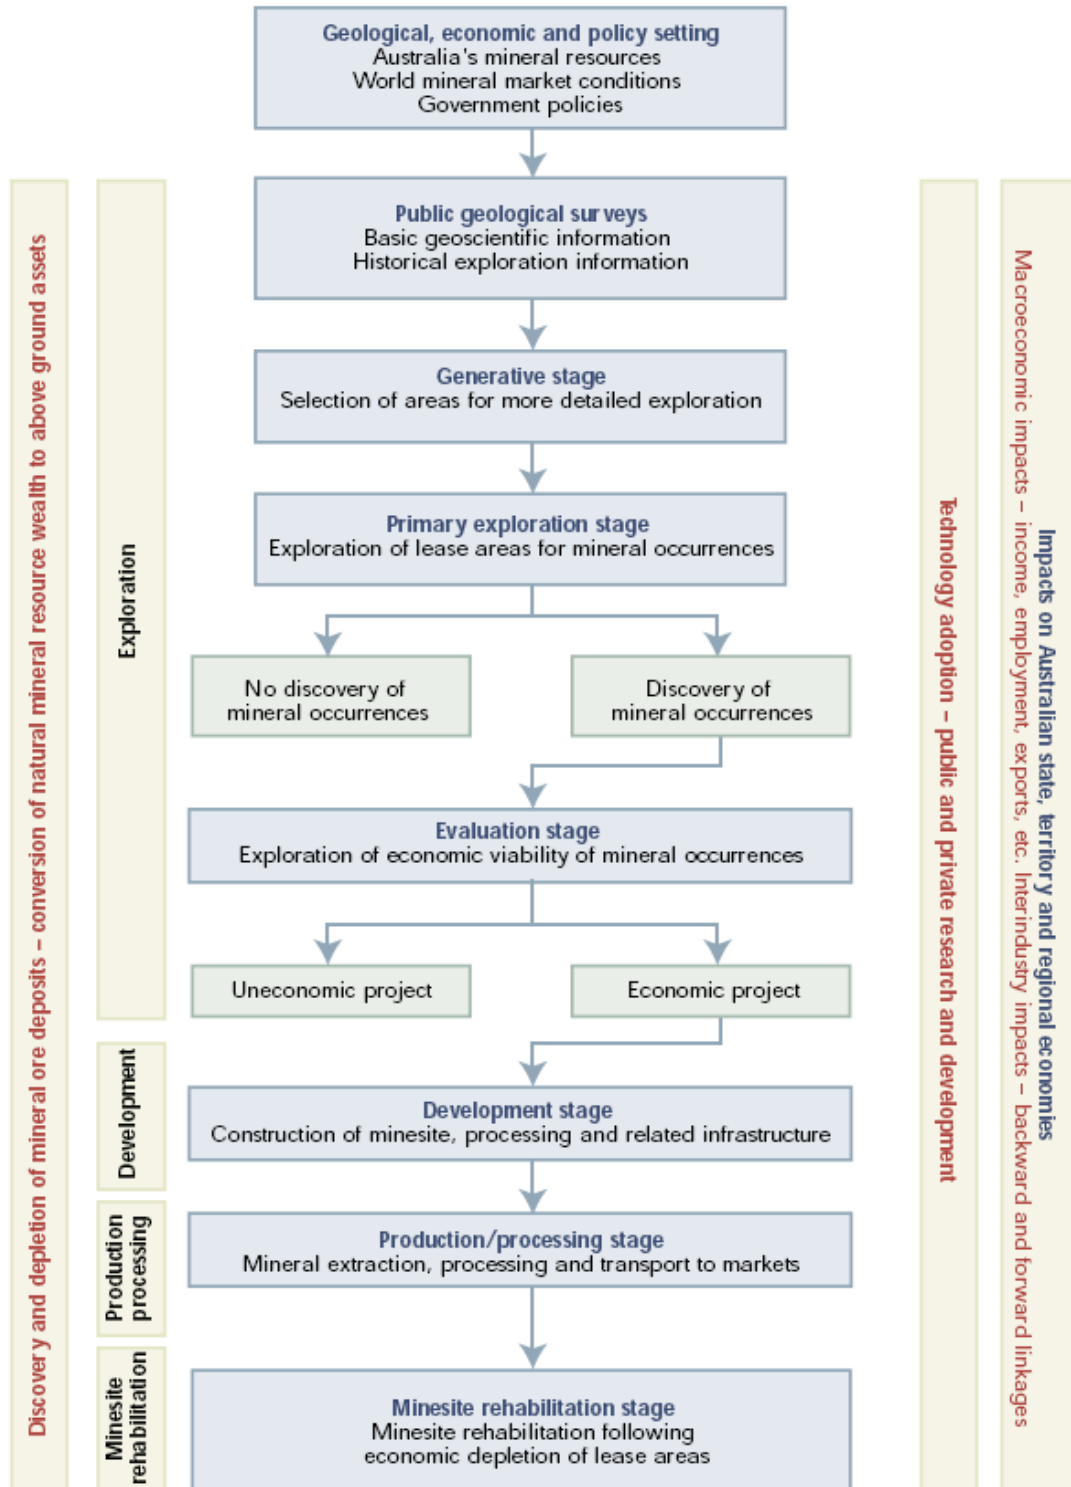 Geological, economic and policy setting
Australia's mineral resources
World mineral market conditions
Government policies
Public geological surveys
Basic geoscientific information
Historical exploration information
Generative stage
Selection of areas for more detailed exploration
Primary exploration stage
Exploration of lease areas for mineral occurrences
No discovery of
mineral occurrences
Discovery of
mineral occurrences
Evaluation stage
Exploration of economic viability of mineral occurrences
Uneconomic project
Economic project
Development stage
Construction of minesite, processing and related infrastructure
Production/processing stage
Mineral extraction, processing and transport to markets
Minesite rehabilitation stage
Minesite rehabilitation following
economic depletion of lease areas
Discovery and depletion of mineral ore deposits – conversion of natural mineral resource wealth to above ground assets
Exploration
Development
Production
processing
Minesite
rehabilitation
Technology adoption – public and private research and development
Impacts on Australian state, territory and regional economies
Macroeconomic impacts – income, employment, exports, etc. Interindustry impacts – backward and forward linkages